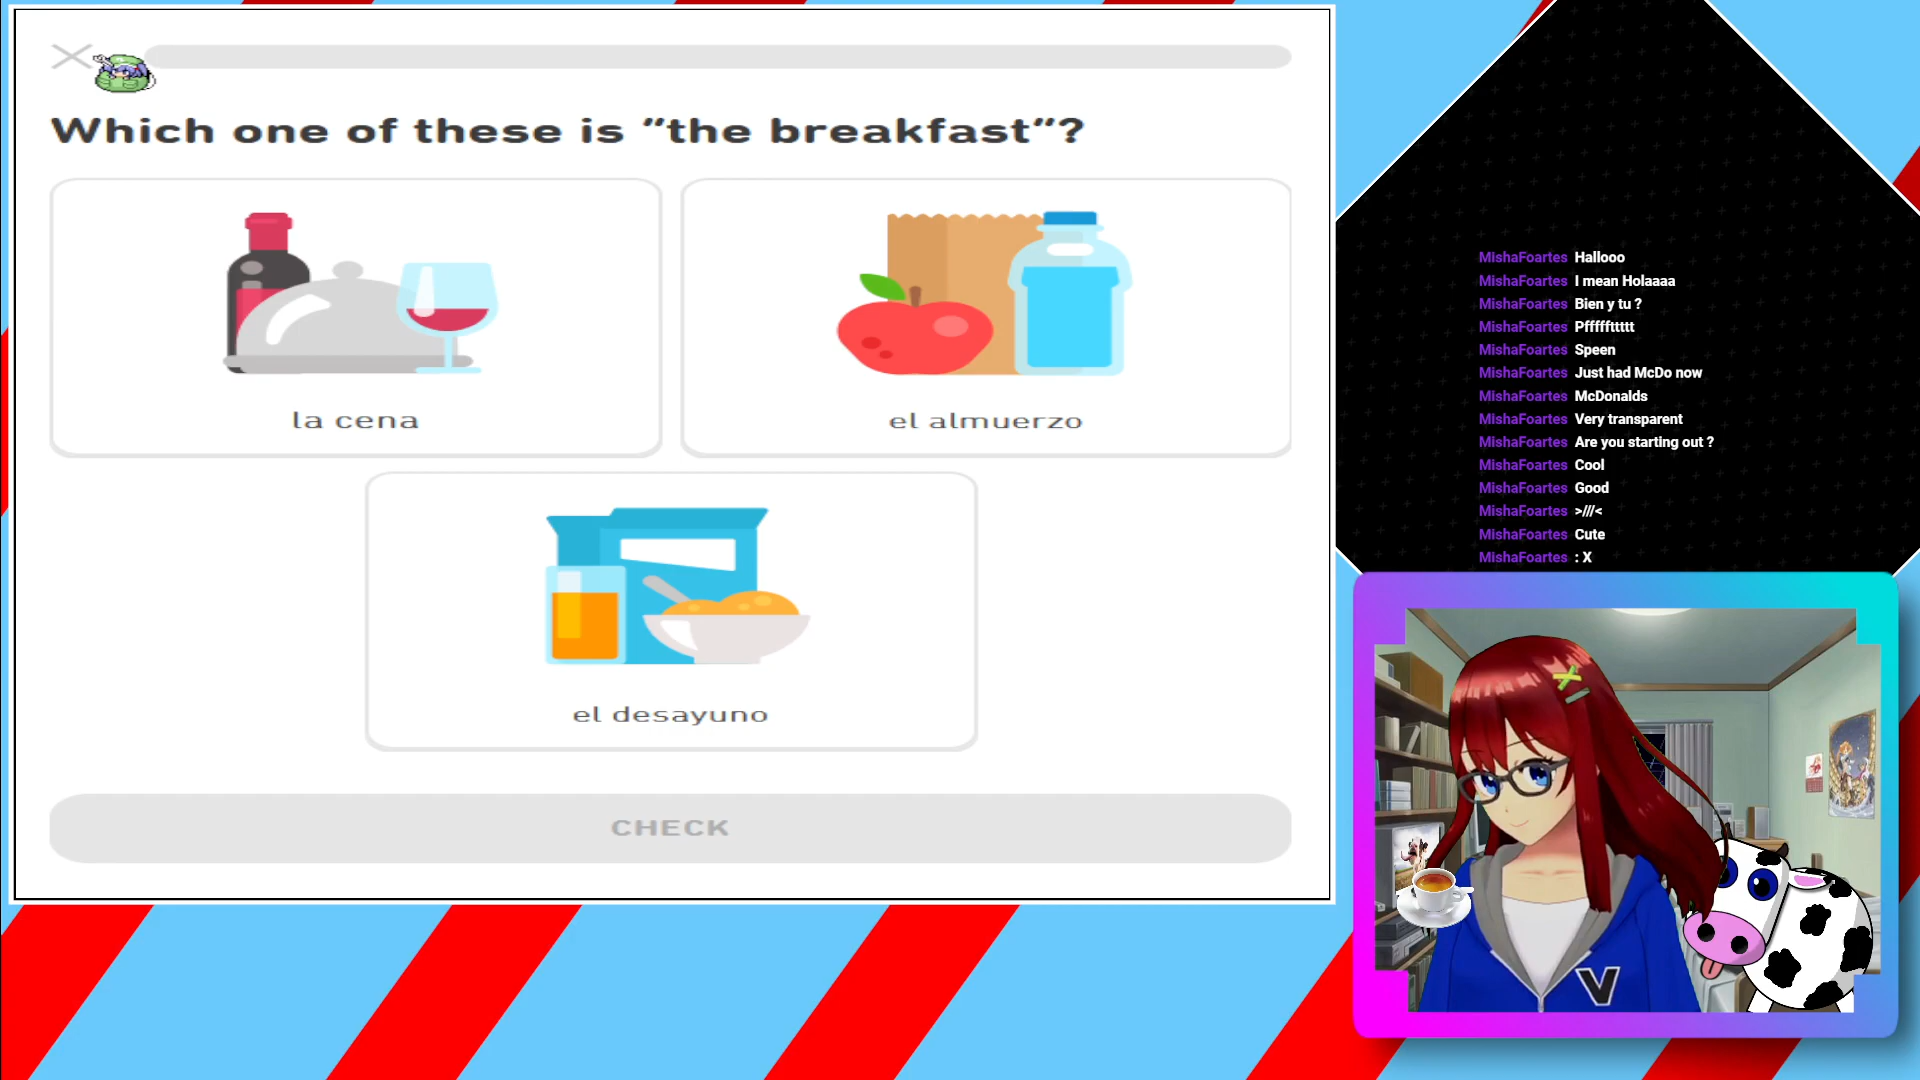 Which one of these is "the breakfast"?
la cena
el almuerzo
el desayuno
CHECK
MishaFoartes Hallooo
MishaFoartes I mean Holaaaa
MishaFoartes Bien y tu ?
MishaFoartes Pfffffttttt
MishaFoartes Speen
MishaFoartes Just had McDo now
MishaFoartes McDonalds
MishaFoartes Very transparent
MishaFoartes Are you starting out ?
MishaFoartes Cool
MishaFoartes Good
MishaFoartes >///<
MishaFoartes Cute
MishaFoartes : X
V